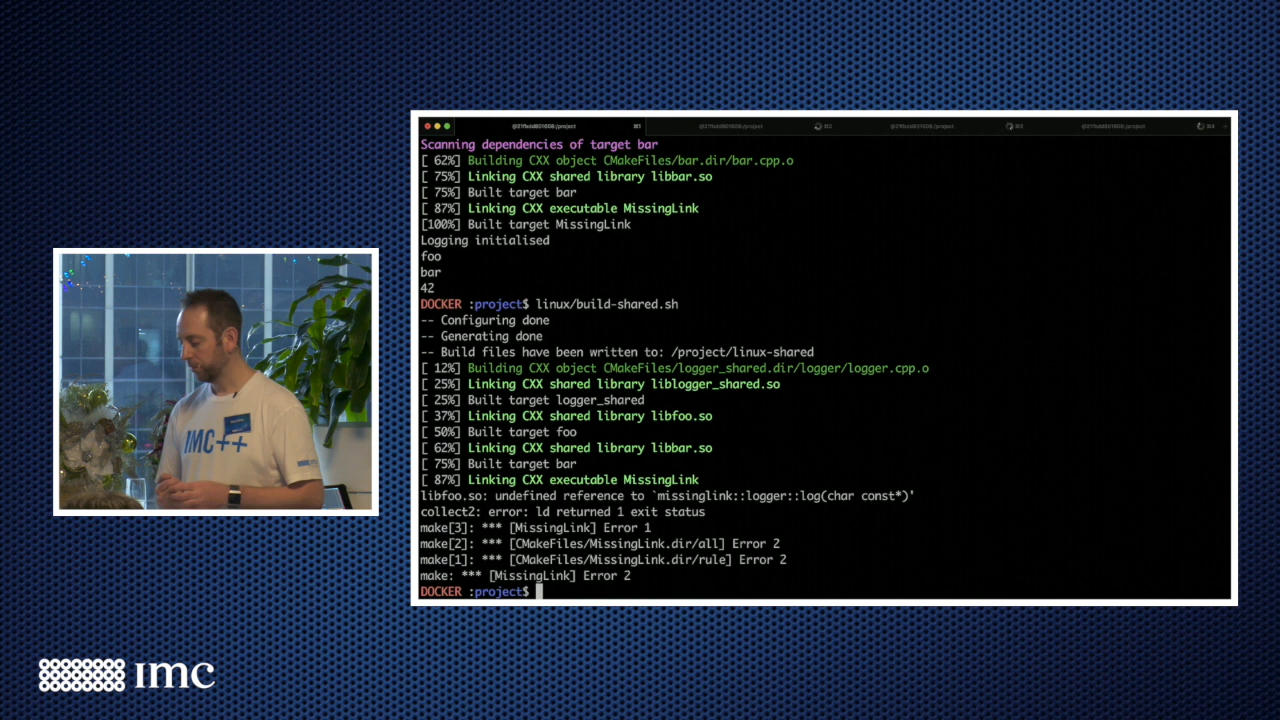 Scanning dependencies of target bar
[ 62%] Building CXX object CMakeFiles/bar.dir/bar.cpp.o
[ 75%] Linking CXX shared library libbar.so
[ 75%] Built target bar
[ 87%] Linking CXX executable MissingLink
[100%] Built target MissingLink
Logging initialised
foo
bar
42
DOCKER :project$ linux/build-shared.sh
-- Configuring done
-- Generating done
-- Build files have been written to: /project/linux-shared
[ 12%] Building CXX object CMakeFiles/logger_shared.dir/logger/logger.cpp.o
[ 25%] Linking CXX shared library liblogger_shared.so
[ 25%] Built target logger_shared
[ 37%] Linking CXX shared library libfoo.so
[ 50%] Built target foo
[ 62%] Linking CXX shared library libbar.so
[ 75%] Built target bar
[ 87%] Linking CXX executable MissingLink
libfoo.so: undefined reference to `missinglink::logger::log(char const*)'
collect2: error: ld returned 1 exit status
make[3]: *** [MissingLink] Error 1
make[2]: *** [CMakeFiles/MissingLink.dir/all] Error 2
make[1]: *** [CMakeFiles/MissingLink.dir/rule] Error 2
make: *** [MissingLink] Error 2
DOCKER :project$
IMC++
imc